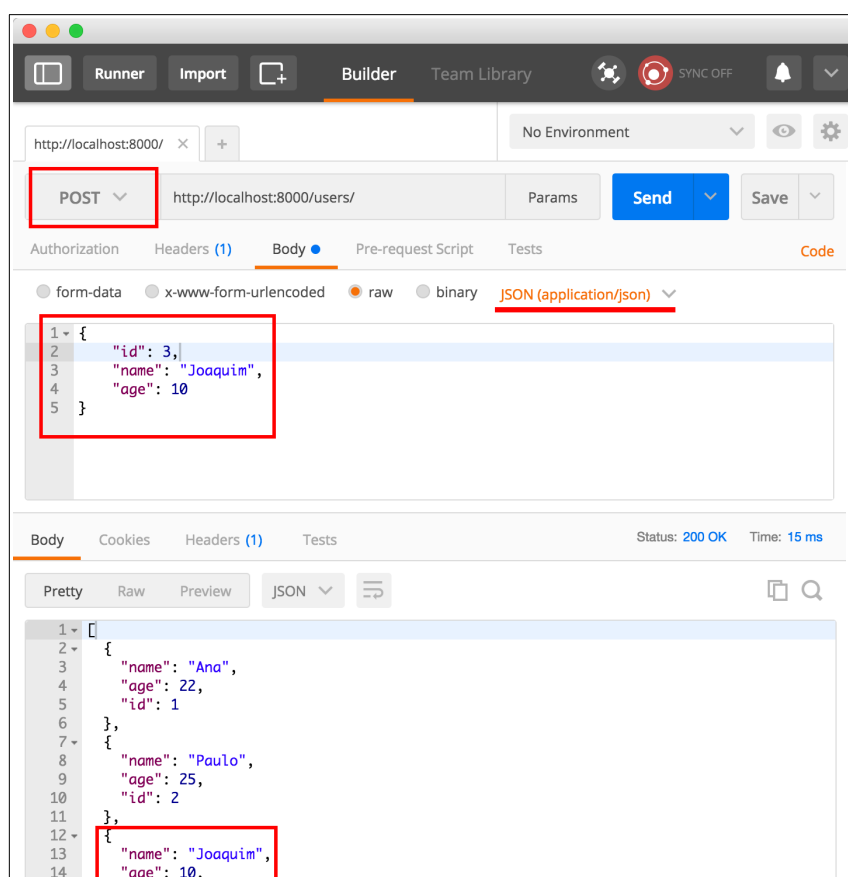 Runner Import Builder Team Library SYNC OFF
http://localhost:8000/ × + No Environment
POST http://localhost:8000/users/ Params Send Save
Authorization Headers (1) Body Pre-request Script Tests Code
form-data x-www-form-urlencoded raw binary JSON (application/json)
1 {
2 "id": 3,
3 "name": "Joaquim",
4 "age": 10
5 }
Body Cookies Headers (1) Tests Status: 200 OK Time: 15 ms
Pretty Raw Preview JSON
1 [
2 {
3 "name": "Ana",
4 "age": 22,
5 "id": 1
6 },
7 {
8 "name": "Paulo",
9 "age": 25,
10 "id": 2
11 },
12 {
13 "name": "Joaquim",
14 "age": 10,